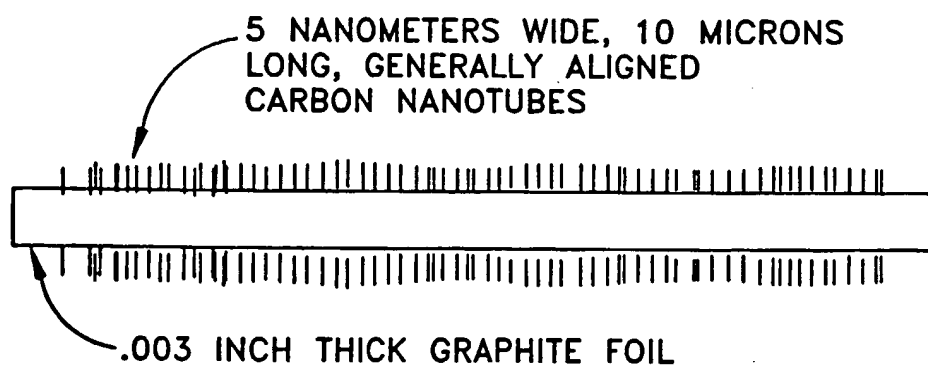 5 NANOMETERS WIDE, 10 MICRONS
LONG, GENERALLY ALIGNED
CARBON NANOTUBES
.003 INCH THICK GRAPHITE FOIL